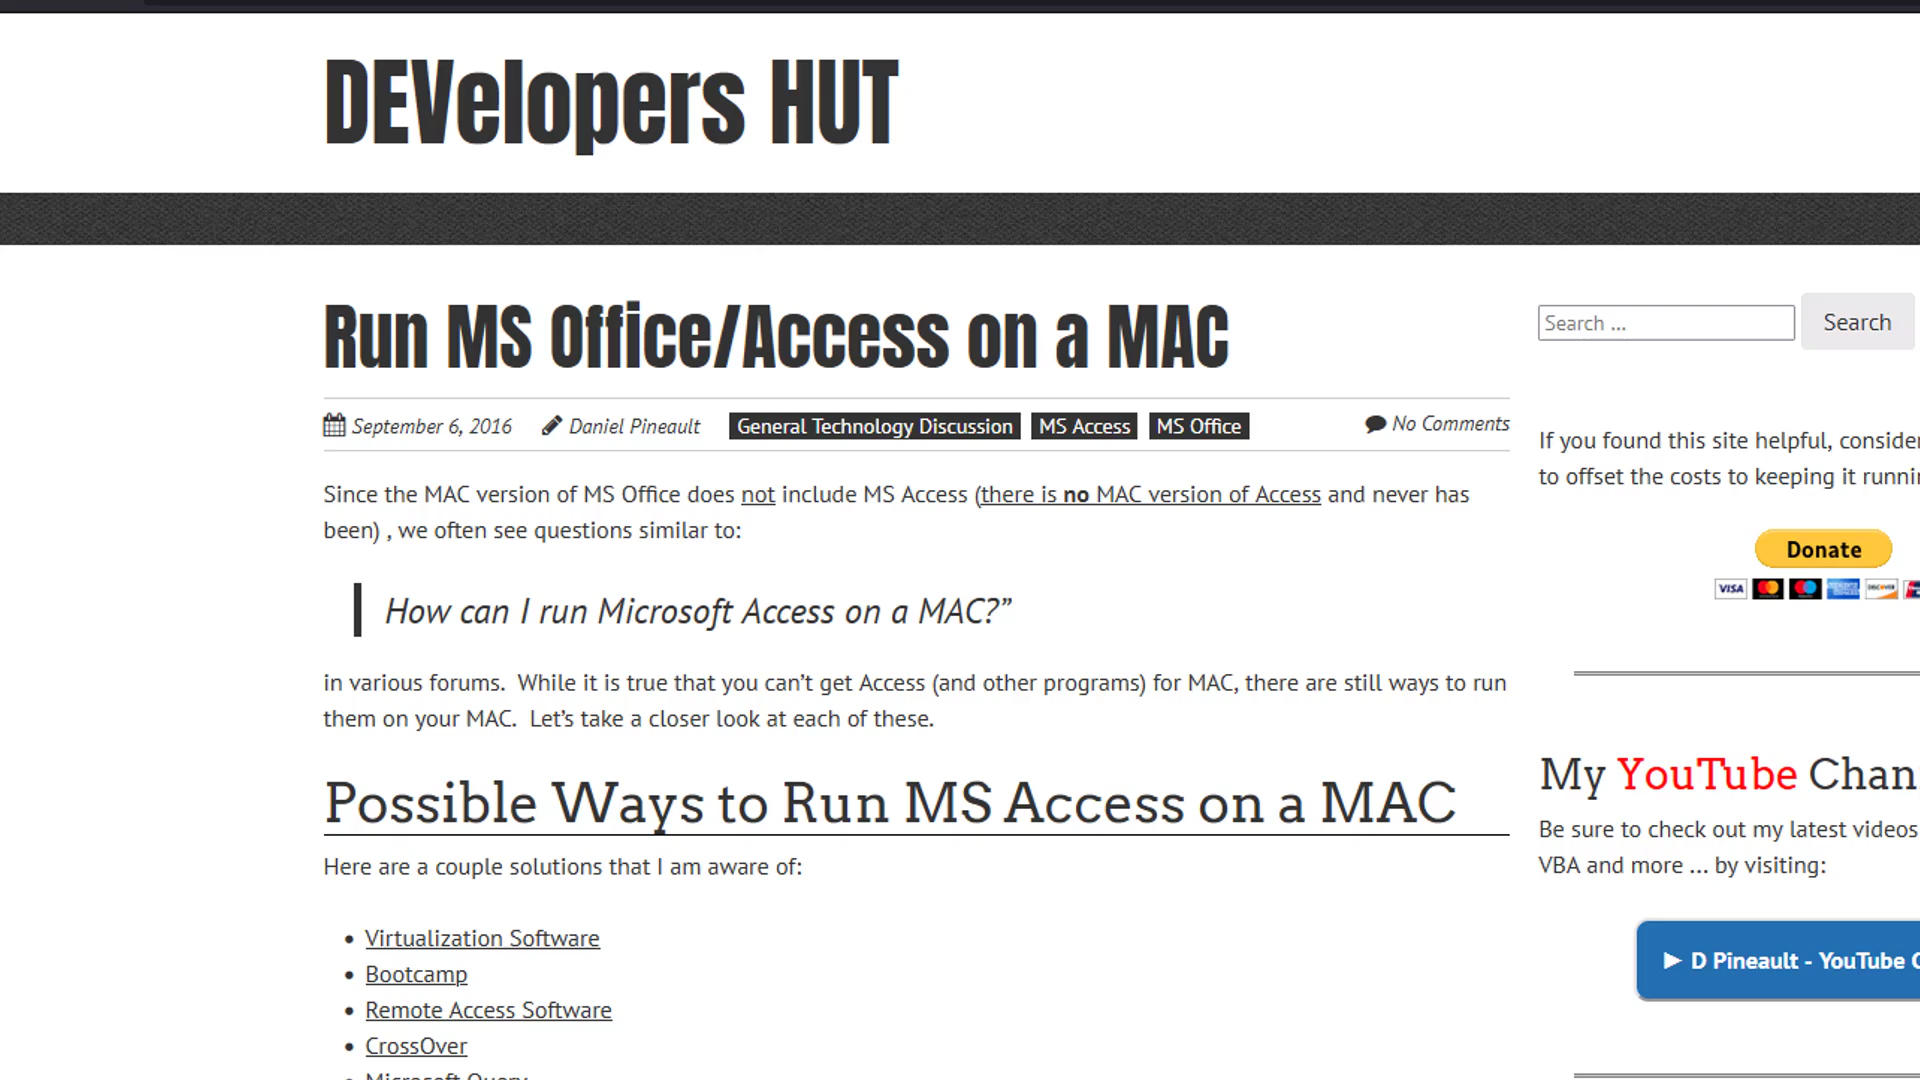 DEVelopers HUT
Run MS Office/Access on a MAC
September 6, 2016 Daniel Pineault General Technology Discussion MS Access MS Office No Comments
Since the MAC version of MS Office does not include MS Access (there is no MAC version of Access and never has
been) , we often see questions similar to:
How can I run Microsoft Access on a MAC?”
in various forums.  While it is true that you can’t get Access (and other programs) for MAC, there are still ways to run
them on your MAC.  Let’s take a closer look at each of these.
Possible Ways to Run MS Access on a MAC
Here are a couple solutions that I am aware of:
Virtualization Software
Bootcamp
Remote Access Software
CrossOver
Microsoft Query
Search ... Search
If you found this site helpful, conside
to offset the costs to keeping it runni
Donate
VISA
DISCOVER
My YouTube Chan
Be sure to check out my latest videos
VBA and more ... by visiting:
D Pineault - YouTube